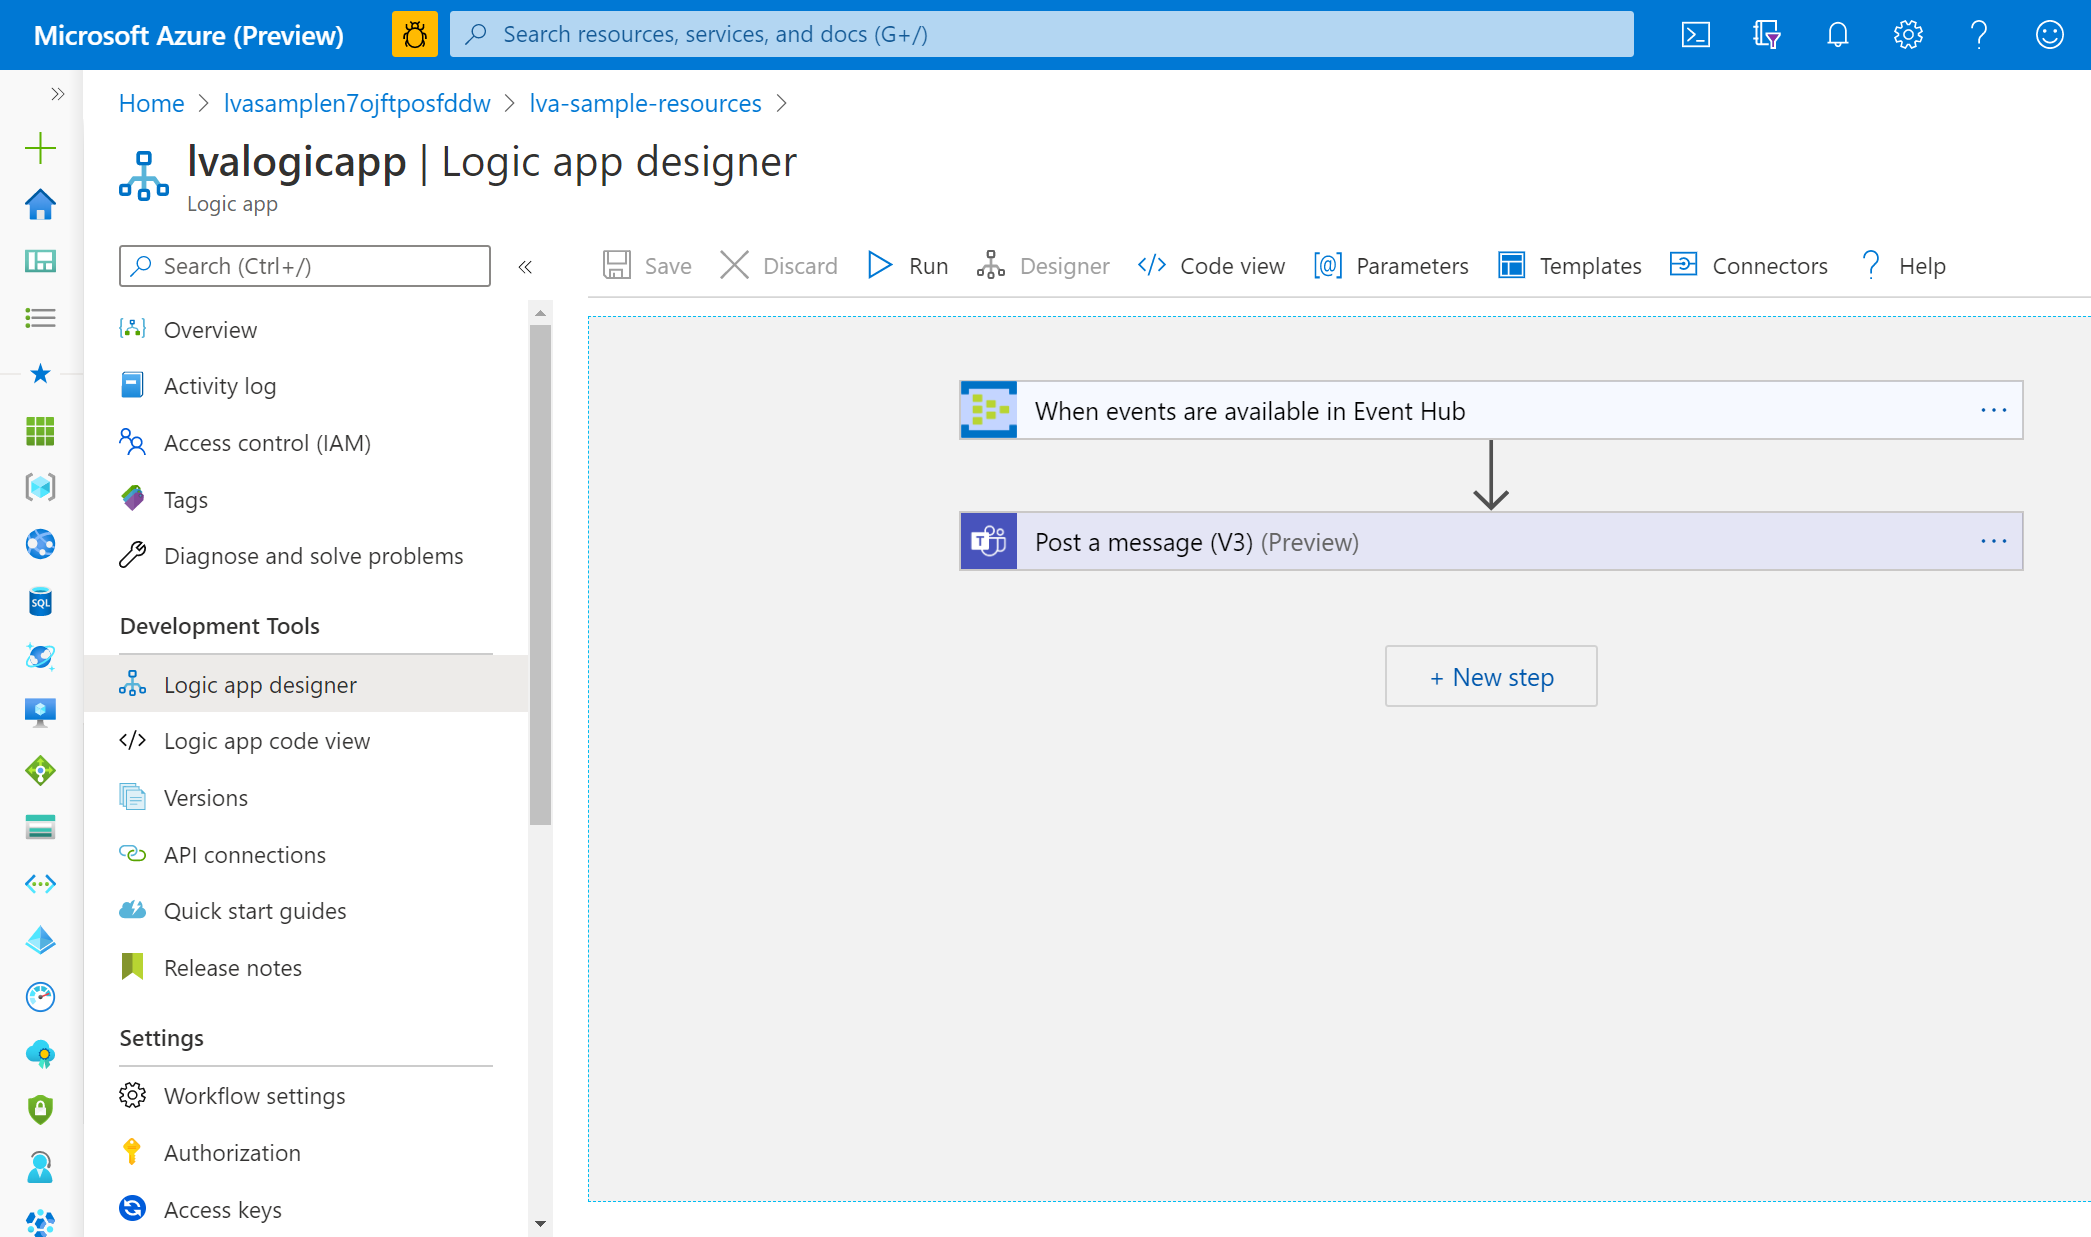 Microsoft Azure (Preview)
Search resources, services, and docs (G+/)
Home > lvasamplen7ojftposfddw > lva-sample-resources >
lvalogicapp | Logic app designer
Logic app
Search (Ctrl+/)
Save Discard Run Designer Code view Parameters Templates Connectors Help
Overview
Activity log
Access control (IAM)
Tags
Diagnose and solve problems
Development Tools
Logic app designer
Logic app code view
Versions
API connections
Quick start guides
Release notes
Settings
Workflow settings
Authorization
Access keys
SQL
When events are available in Event Hub
T
Post a message (V3) (Preview)
+ New step